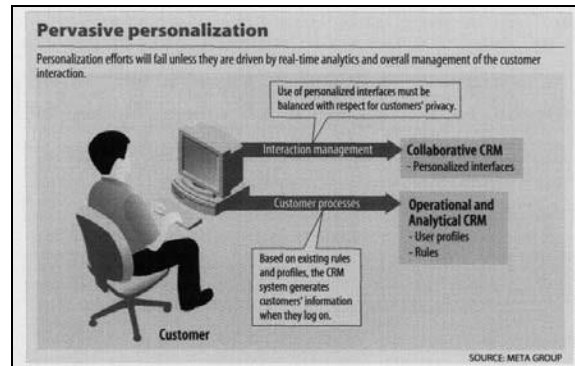 Pervasive personalization
Personalization efforts will fail unless they are driven by real-time analytics and overall management of the customer
interaction.
Use of personalized interfaces must be
balanced with respect for customers' privacy.
Interaction management
Collaborative CRM
- Personalized interfaces
Customer processes
Operational and
Analytical CRM
- User profiles
- Rules
Based on existing rules
and profiles, the CRM
system generates
customers' information
when they log on.
Customer
SOURCE: META GROUP